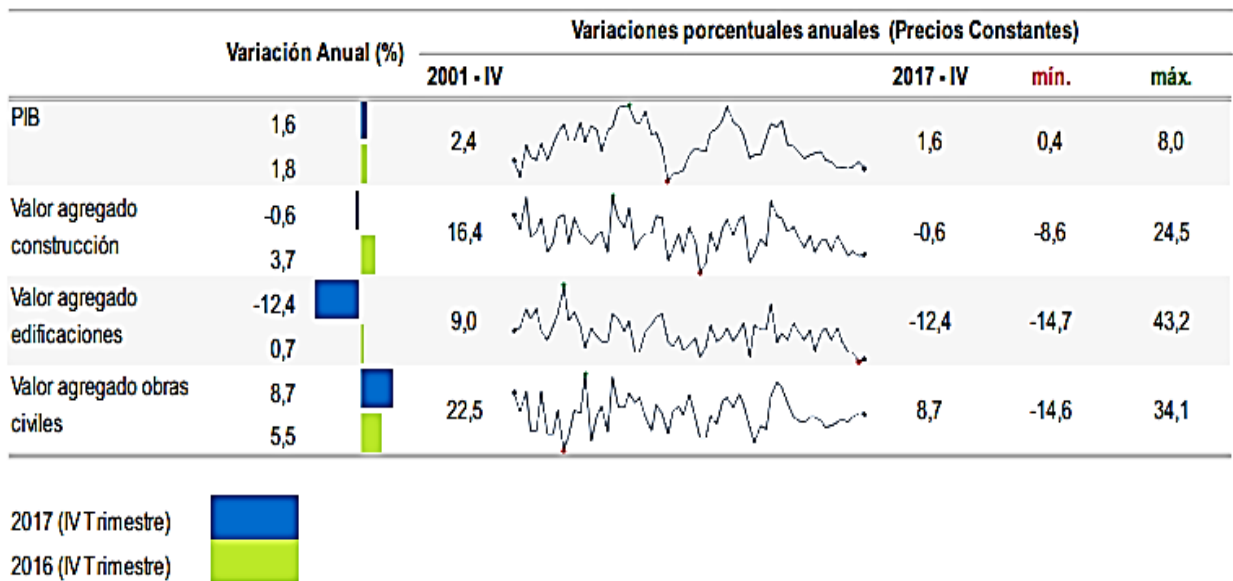 Variaciones porcentuales anuales (Precios Constantes)
Variación Anual (%)
2001 - IV 2017 - IV mín. máx.
PIB
1,6
2,4 1,6 0,4 8,0
1,8
Valor agregado
construcción
-0,6
16,4 -0,6 -8,6 24,5
3,7
Valor agregado
edificaciones
-12,4
9,0 -12,4 -14,7 43,2
0,7
Valor agregado obras
civiles
8,7
22,5 8,7 -14,6 34,1
5,5
2017 (IV Trimestre)
2016 (IV Trimestre)